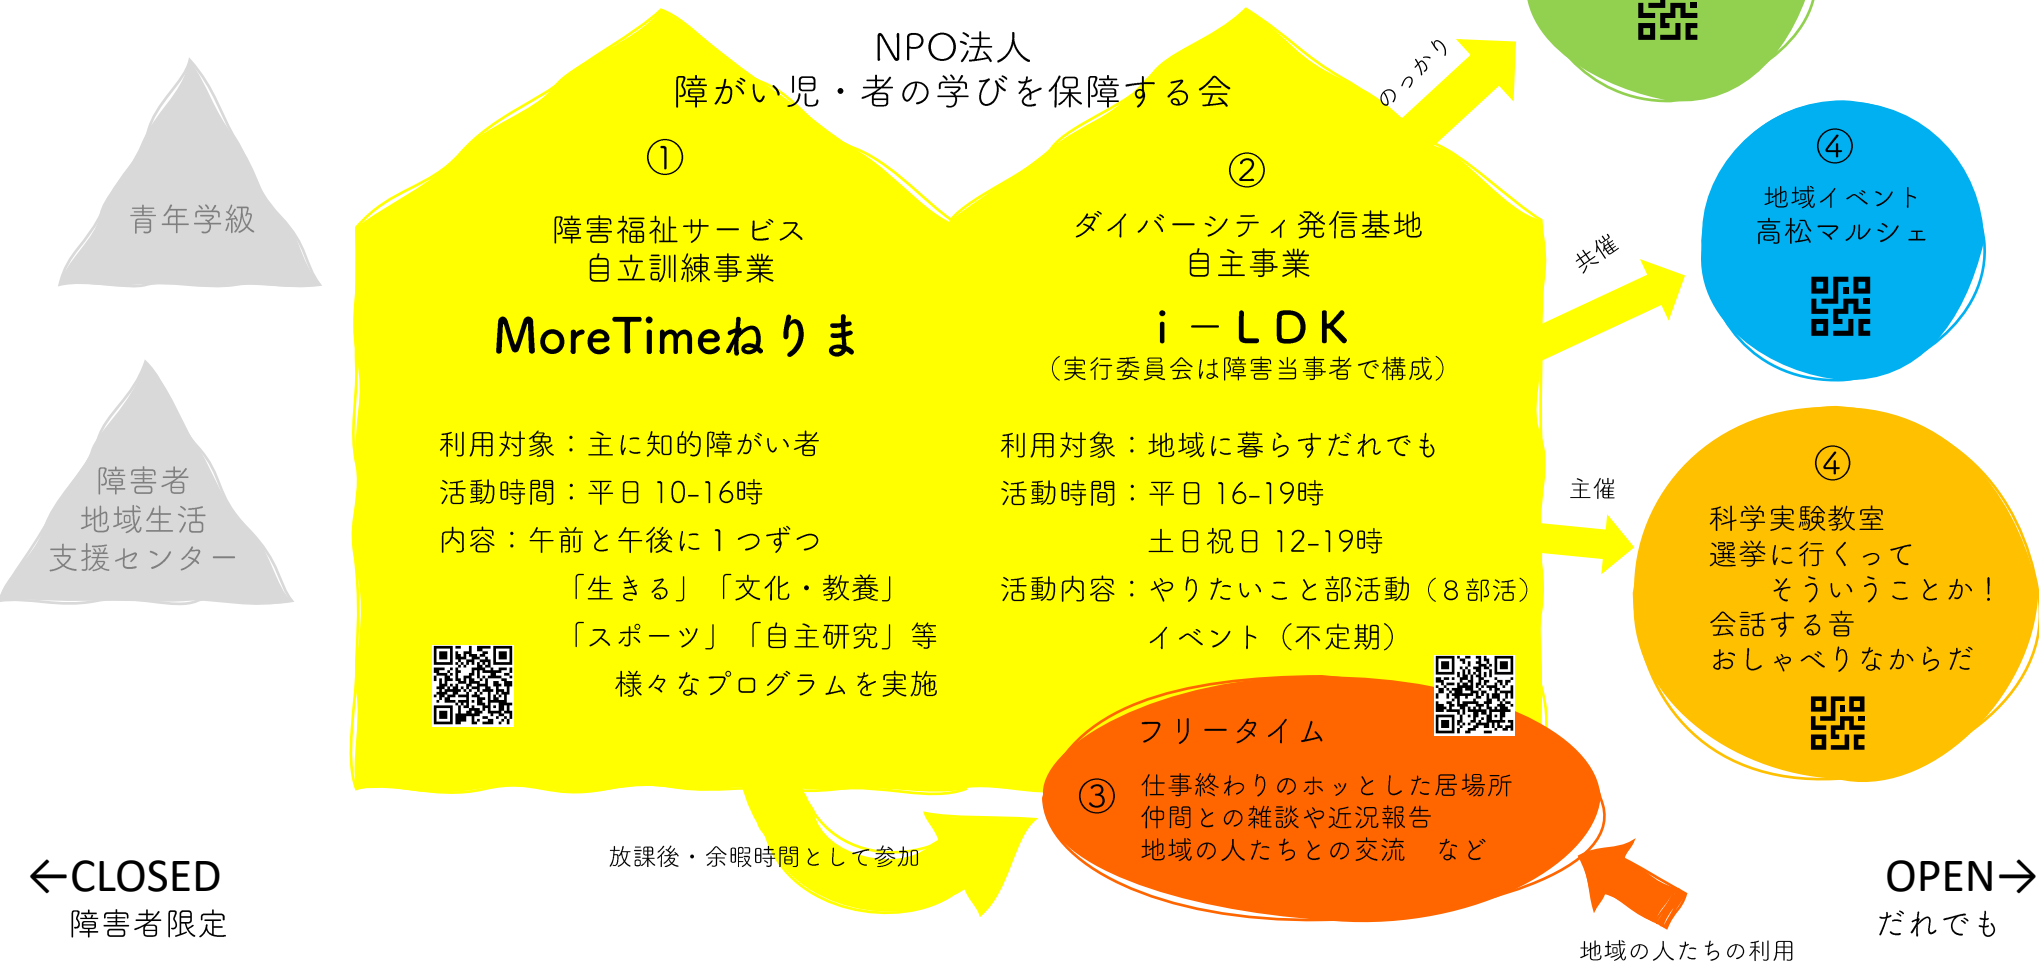 NPO法人
障がい児・者の学びを保障する会
青年学級
障害者
地域生活
支援センター
①
障害福祉サービス
自立訓練事業
MoreTimeねりま
利用対象：主に知的障がい者
活動時間：平日 10-16時
内容：午前と午後に１つずつ
「生きる」「文化・教養」
「スポーツ」「自主研究」等
様々なプログラムを実施
②
ダイバーシティ発信基地
自主事業
ｉ－ＬＤＫ
（実行委員会は障害当事者で構成）
利用対象：地域に暮らすだれでも
活動時間：平日 16-19時
土日祝日 12-19時
活動内容：やりたいこと部活動（８部活）
イベント（不定期）
のっかり
共催
主催
④
地域イベント
高松マルシェ
④
科学実験教室
選挙に行くって
そういうことか！
会話する音
おしゃべりなからだ
フリータイム
③
仕事終わりのホッとした居場所
仲間との雑談や近況報告
地域の人たちとの交流　など
放課後・余暇時間として参加
地域の人たちの利用
←CLOSED
障害者限定
OPEN→
だれでも